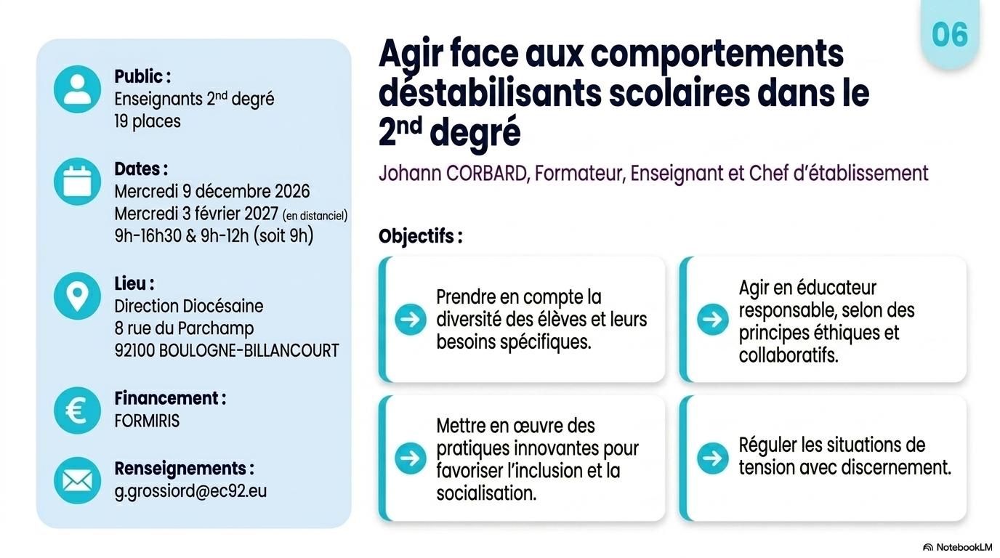 Public :
Enseignants 2nd degré
19 places
Dates :
Mercredi 9 décembre 2026
Mercredi 3 février 2027 (en distanciel)
9h-16h30 & 9h-12h (soit 9h)
Lieu :
Direction Diocésaine
8 rue du Parchamp
92100 BOULOGNE-BILLANCOURT
Financement :
FORMIRIS
Renseignements :
g.grossiord@ec92.eu
06
Agir face aux comportements
déstabilisants scolaires dans le
2nd degré
Johann CORBARD, Formateur, Enseignant et Chef d’établissement
Objectifs :
Prendre en compte la
diversité des élèves et leurs
besoins spécifiques.
Agir en éducateur
responsable, selon des
principes éthiques et
collaboratifs.
Mettre en œuvre des
pratiques innovantes pour
favoriser l’inclusion et la
socialisation.
Réguler les situations de
tension avec discernement.
NotebookLM